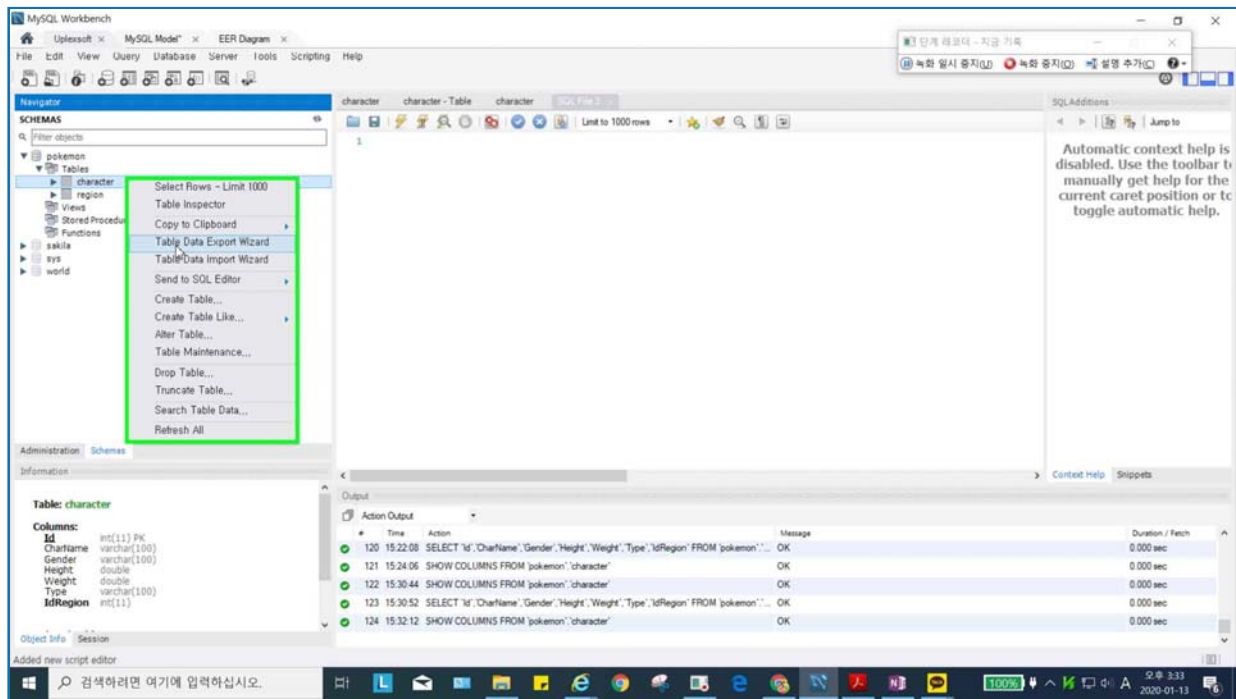 MySQL Workbench
Uplexsoft × MySQL Model* × EER Diagram ×
File Edit View Query Database Server Tools Scripting Help
단계 레코더 - 지금 기록
녹화 일시 중지(U) 녹화 중지(O) 설명 추가(C)
Navigator
SCHEMAS
Filter objects
pokemon
Tables
character
region
Views
Stored Procedur
Functions
sakila
sys
world
Select Rows - Limit 1000
Table Inspector
Copy to Clipboard
Table Data Export Wizard
Table Data Import Wizard
Send to SQL Editor
Create Table...
Create Table Like...
Alter Table...
Table Maintenance...
Drop Table...
Truncate Table...
Search Table Data...
Refresh All
Administration Schemas
Information
Table: character
Columns:
Id int(11) PK
CharName varchar(100)
Gender varchar(100)
Height double
Weight double
Type varchar(100)
IdRegion int(11)
Object Info Session
Added new script editor
character character - Table character SQL File 3
Limit to 1000 rows
1
SQLAdditions
Jump to
Automatic context help is
disabled. Use the toolbar to
manually get help for the
current caret position or to
toggle automatic help.
Context Help Snippets
Output
Action Output
# Time Action Message Duration / Fetch
120 15:22:08 SELECT `Id`,`CharName`,`Gender`,`Height`,`Weight`,`Type`,`IdRegion` FROM `pokemon`.`... OK 0.000 sec
121 15:24:06 SHOW COLUMNS FROM `pokemon`.`character` OK 0.000 sec
122 15:30:44 SHOW COLUMNS FROM `pokemon`.`character` OK 0.000 sec
123 15:30:52 SELECT `Id`,`CharName`,`Gender`,`Height`,`Weight`,`Type`,`IdRegion` FROM `pokemon`.`... OK 0.000 sec
124 15:32:12 SHOW COLUMNS FROM `pokemon`.`character` OK 0.000 sec
검색하려면 여기에 입력하십시오.
100% A 오후 3:33
2020-01-13